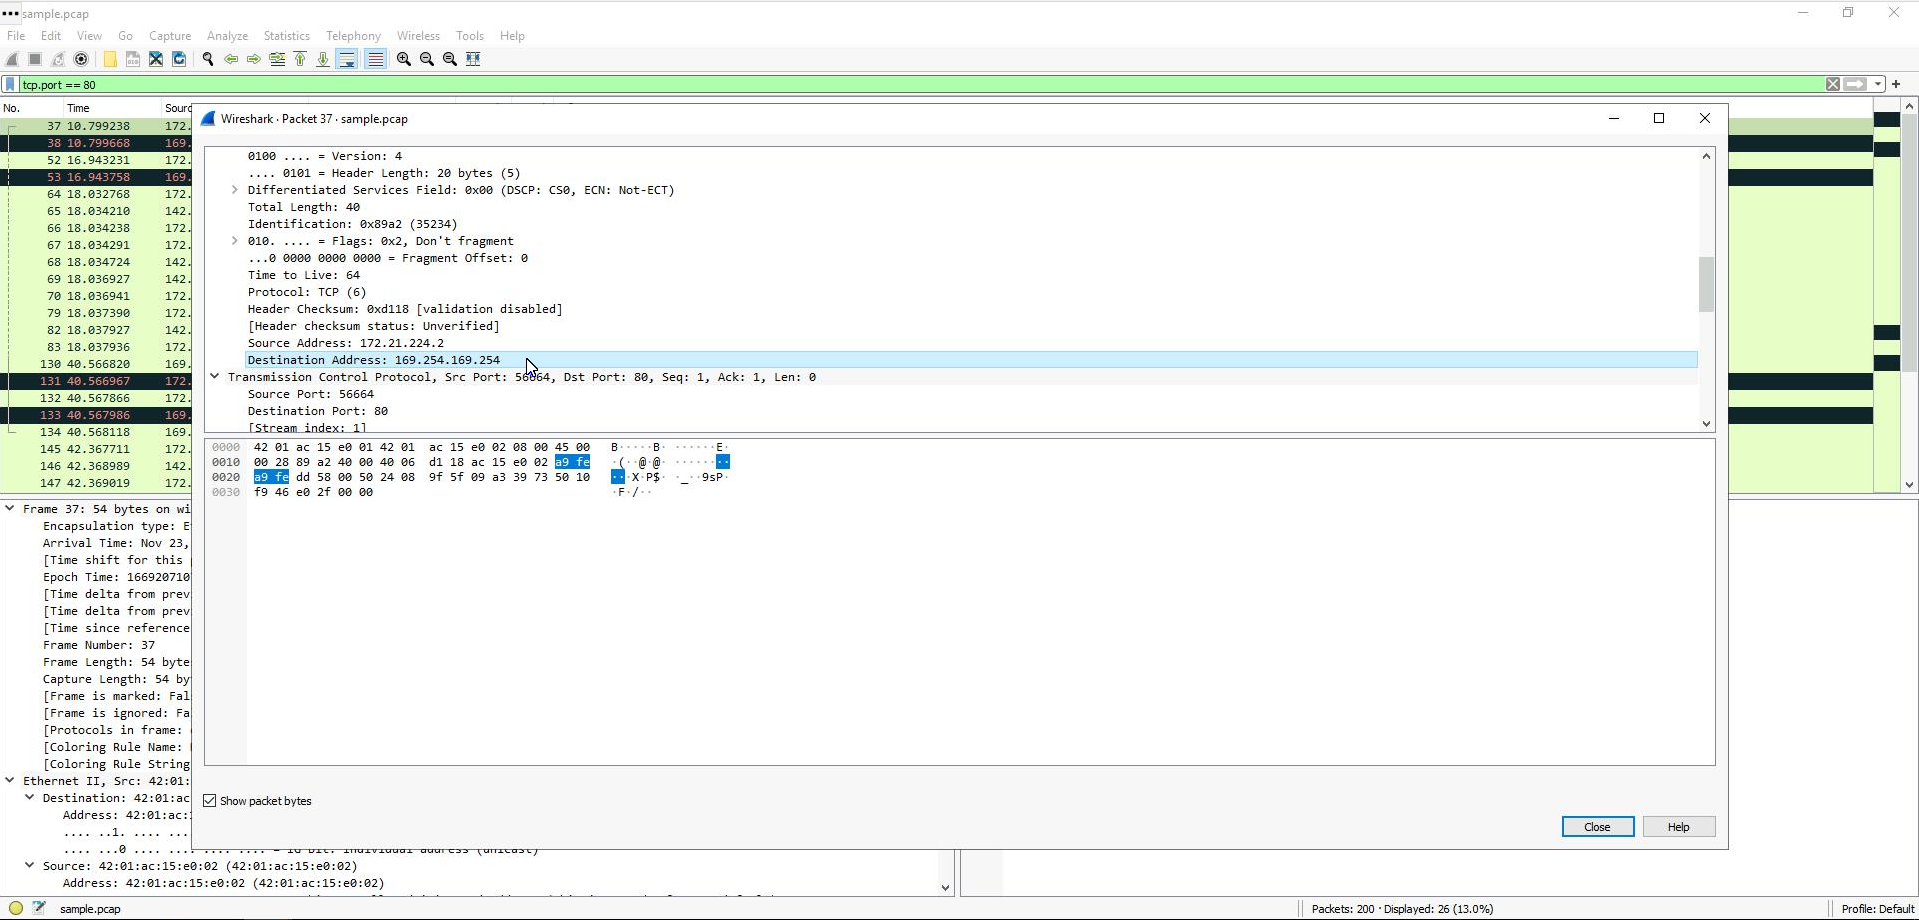 sample.pcap
File Edit View Go Capture Analyze Statistics Telephony Wireless Tools Help
tcp.port == 80
No. Time Sourc
37 10.799238 172.
38 10.799668 169.
52 16.943231 172.
53 16.943758 169.
64 18.032768 172.
65 18.034210 142.
66 18.034238 172.
67 18.034291 172.
68 18.034724 142.
69 18.036927 142.
70 18.036941 172.
79 18.037390 172.
82 18.037927 142.
83 18.037936 172.
130 40.566820 169.
131 40.566967 172.
132 40.567866 172.
133 40.567986 169.
134 40.568118 169.
145 42.367711 172.
146 42.368989 142.
147 42.369019 172.
Wireshark · Packet 37 · sample.pcap
0100 .... = Version: 4
.... 0101 = Header Length: 20 bytes (5)
Differentiated Services Field: 0x00 (DSCP: CS0, ECN: Not-ECT)
Total Length: 40
Identification: 0x89a2 (35234)
010. .... = Flags: 0x2, Don't fragment
...0 0000 0000 0000 = Fragment Offset: 0
Time to Live: 64
Protocol: TCP (6)
Header Checksum: 0xd118 [validation disabled]
[Header checksum status: Unverified]
Source Address: 172.21.224.2
Destination Address: 169.254.169.254
Transmission Control Protocol, Src Port: 56664, Dst Port: 80, Seq: 1, Ack: 1, Len: 0
Source Port: 56664
Destination Port: 80
[Stream index: 1]
0000 42 01 ac 15 e0 01 42 01 ac 15 e0 02 08 00 45 00 B·····B· ······E·
0010 00 28 89 a2 40 00 40 06 d1 18 ac 15 e0 02 a9 fe ·(··@·@· ········
0020 a9 fe dd 58 00 50 24 08 9f 5f 09 a3 39 73 50 10 ···X·P$· ·_··9sP·
0030 f9 46 e0 2f 00 00 ·F·/··
Show packet bytes
Close Help
Frame 37: 54 bytes on wi
Encapsulation type: E
Arrival Time: Nov 23,
[Time shift for this
Epoch Time: 166920710
[Time delta from prev
[Time delta from prev
[Time since reference
Frame Number: 37
Frame Length: 54 byte
Capture Length: 54 by
[Frame is marked: Fal
[Frame is ignored: Fa
[Protocols in frame:
[Coloring Rule Name:
[Coloring Rule String
Ethernet II, Src: 42:01:
Destination: 42:01:ac
Address: 42:01:ac:
.... ..1. .... ....
.... ...0 .... .... .... .... = IG bit: Individual address (unicast)
Source: 42:01:ac:15:e0:02 (42:01:ac:15:e0:02)
Address: 42:01:ac:15:e0:02 (42:01:ac:15:e0:02)
sample.pcap
Packets: 200 · Displayed: 26 (13.0%)
Profile: Default